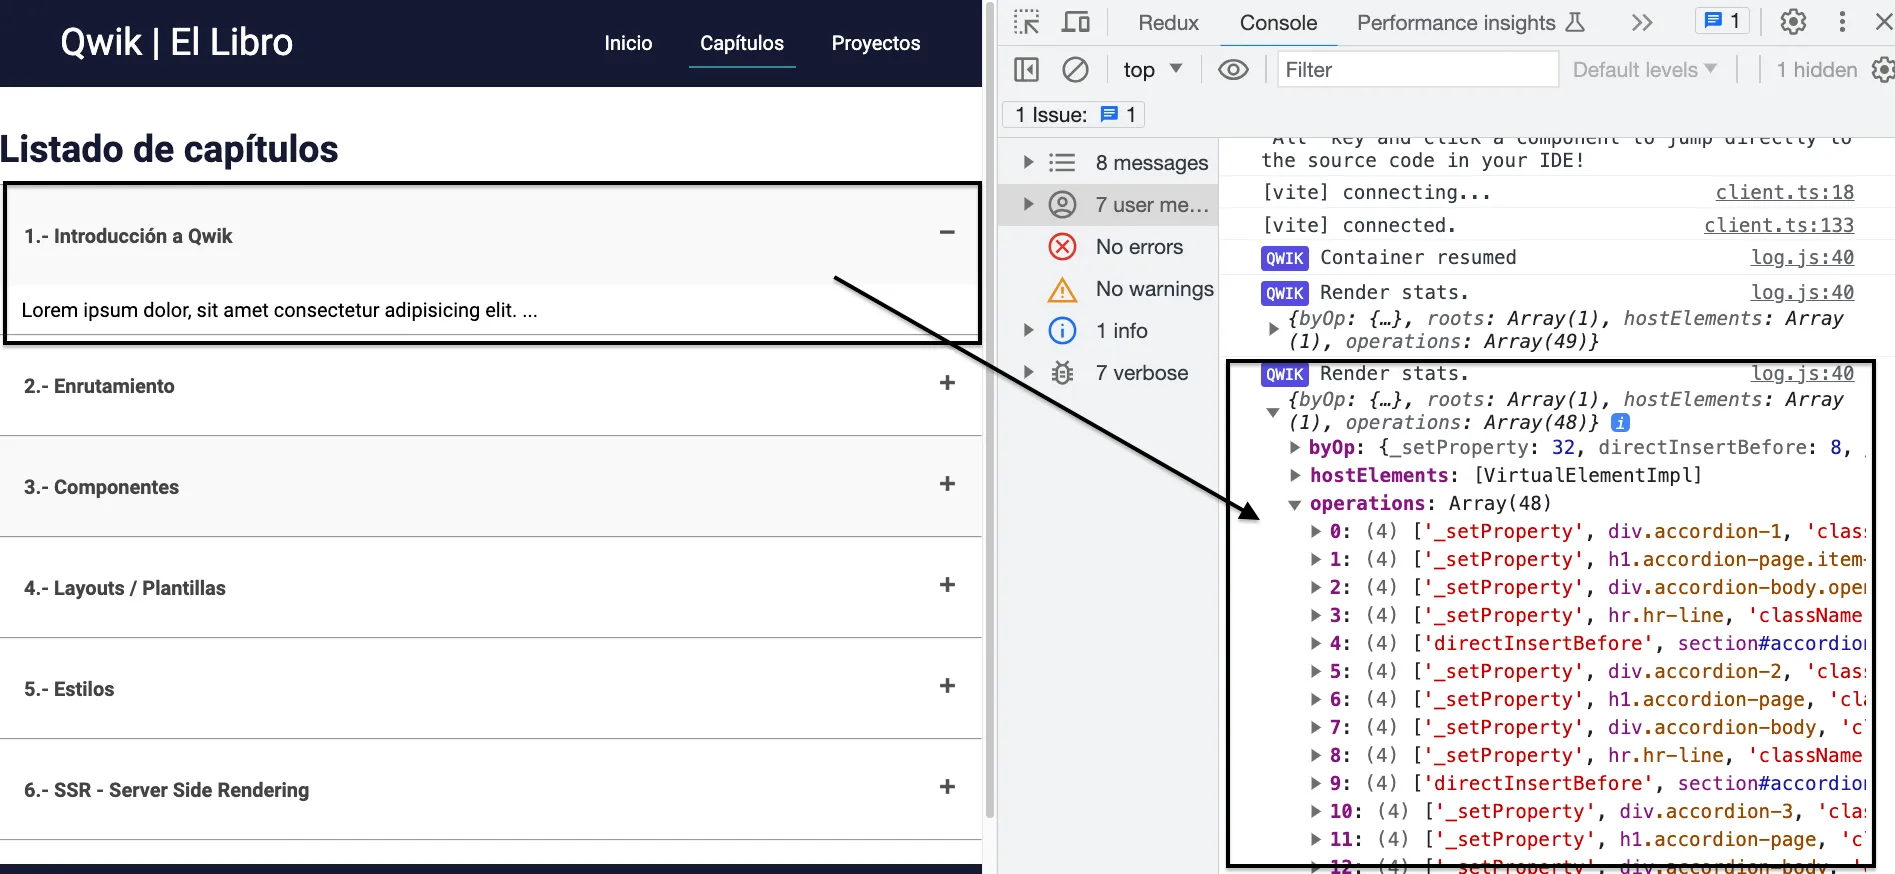 Qwik | El Libro
Inicio
Capítulos
Proyectos
Listado de capítulos
1.- Introducción a Qwik
Lorem ipsum dolor, sit amet consectetur adipisicing elit. ...
2.- Enrutamiento
3.- Componentes
4.- Layouts / Plantillas
5.- Estilos
6.- SSR - Server Side Rendering
Redux
Console
Performance insights
1
top
Filter
Default levels
1 hidden
1 Issue: 1
8 messages
7 user me...
No errors
No warnings
1 info
7 verbose
key and click a component to jump directly to
the source code in your IDE!
[vite] connecting... client.ts:18
[vite] connected. client.ts:133
QWIK Container resumed log.js:40
QWIK Render stats. log.js:40
{byOp: {…}, roots: Array(1), hostElements: Array
(1), operations: Array(49)}
QWIK Render stats. log.js:40
{byOp: {…}, roots: Array(1), hostElements: Array
(1), operations: Array(48)} i
byOp: {_setProperty: 32, directInsertBefore: 8,
hostElements: [VirtualElementImpl]
operations: Array(48)
0: (4) ['_setProperty', div.accordion-1, 'clas
1: (4) ['_setProperty', h1.accordion-page.item-
2: (4) ['_setProperty', div.accordion-body.ope
3: (4) ['_setProperty', hr.hr-line, 'className
4: (4) ['directInsertBefore', section#accordio
5: (4) ['_setProperty', div.accordion-2, 'clas
6: (4) ['_setProperty', h1.accordion-page, 'cl
7: (4) ['_setProperty', div.accordion-body, 'c
8: (4) ['_setProperty', hr.hr-line, 'className
9: (4) ['directInsertBefore', section#accordio
10: (4) ['_setProperty', div.accordion-3, 'cla
11: (4) ['_setProperty', h1.accordion-page, 'c
12: (4) ['_setProperty', div.accordion-body, '